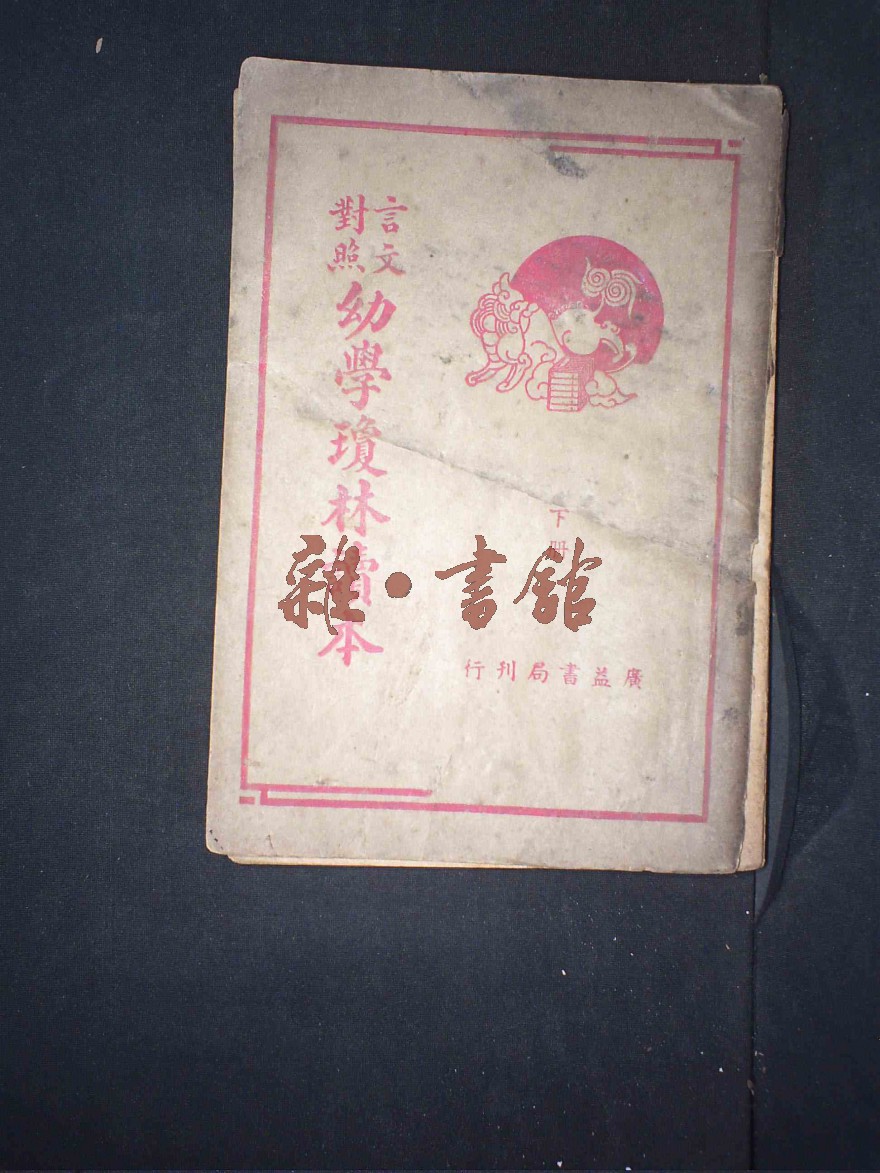 言文對照
幼學瓊林讀本
下冊
廣益書局刊行
雜·書館